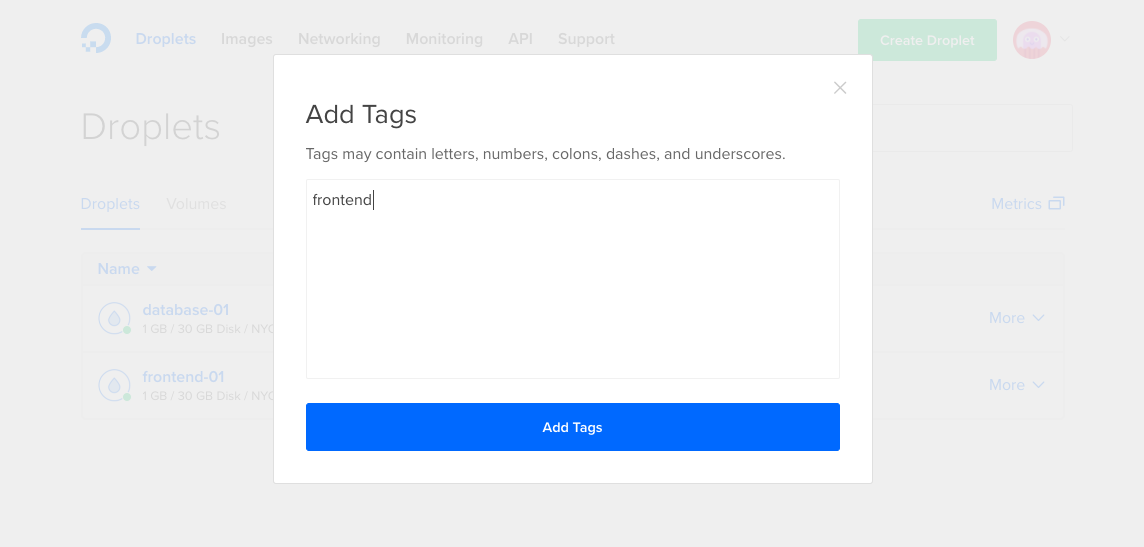 Droplets Images Networking Monitoring API Support Create Droplet
Add Tags
Droplets
Tags may contain letters, numbers, colons, dashes, and underscores.
frontend
Droplets Volumes Metrics
Name
database-01
1 GB / 30 GB Disk / NYC
More
frontend-01
1 GB / 30 GB Disk / NYC
More
Add Tags